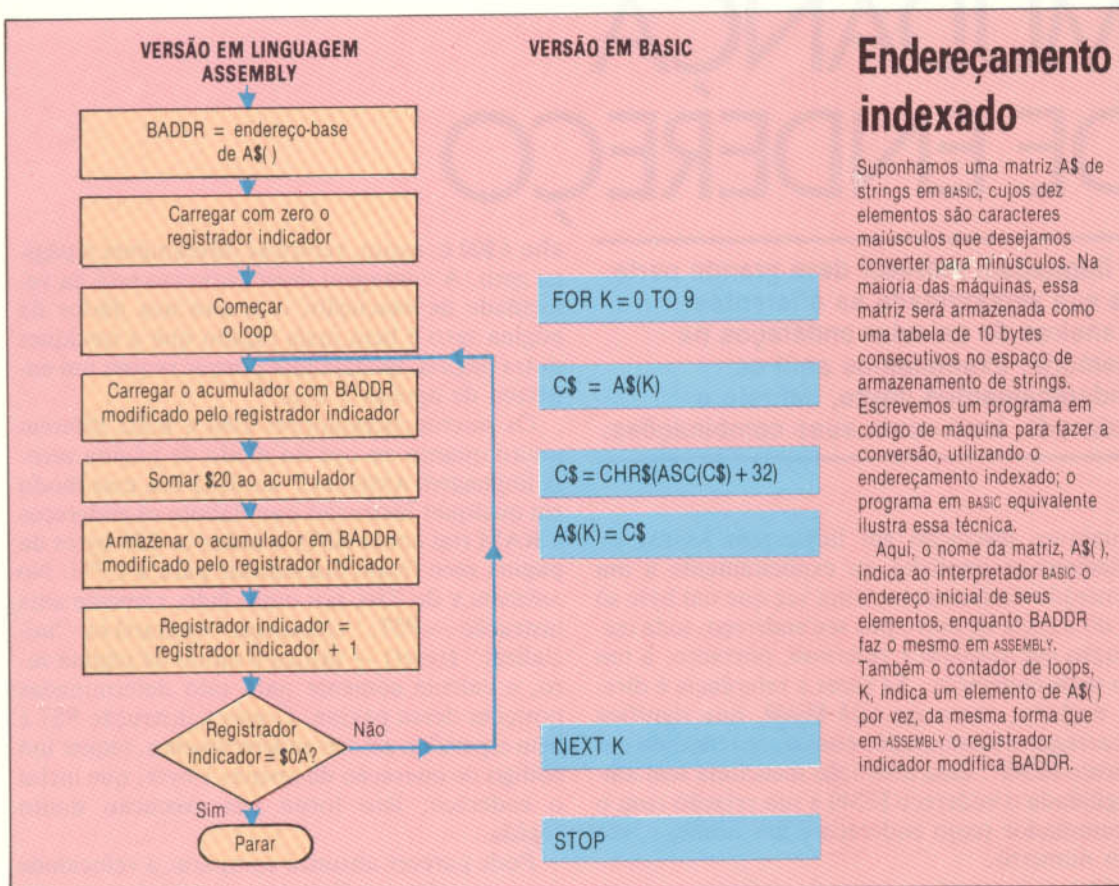 VERSÃO EM LINGUAGEM
ASSEMBLY
BADDR = endereço-base
de A$( )
Carregar com zero o
registrador indicador
Começar
o loop
Carregar o acumulador com BADDR
modificado pelo registrador indicador
Somar $20 ao acumulador
Armazenar o acumulador em BADDR
modificado pelo registrador indicador
Registrador indicador =
registrador indicador + 1
Registrador
indicador = $0A?
Não
Sim
Parar
VERSÃO EM BASIC
FOR K = 0 TO 9
C$ = A$(K)
C$ = CHR$(ASC(C$) + 32)
A$(K) = C$
NEXT K
STOP
Endereçamento
indexado
Suponhamos uma matriz A$ de
strings em BASIC, cujos dez
elementos são caracteres
maiúsculos que desejamos
converter para minúsculos. Na
maioria das máquinas, essa
matriz será armazenada como
uma tabela de 10 bytes
consecutivos no espaço de
armazenamento de strings.
Escrevemos um programa em
código de máquina para fazer a
conversão, utilizando o
endereçamento indexado; o
programa em BASIC equivalente
ilustra essa técnica.
Aqui, o nome da matriz, A$( ),
indica ao interpretador BASIC o
endereço inicial de seus
elementos, enquanto BADDR
faz o mesmo em ASSEMBLY.
Também o contador de loops,
K, indica um elemento de A$( )
por vez, da mesma forma que
em ASSEMBLY o registrador
indicador modifica BADDR.